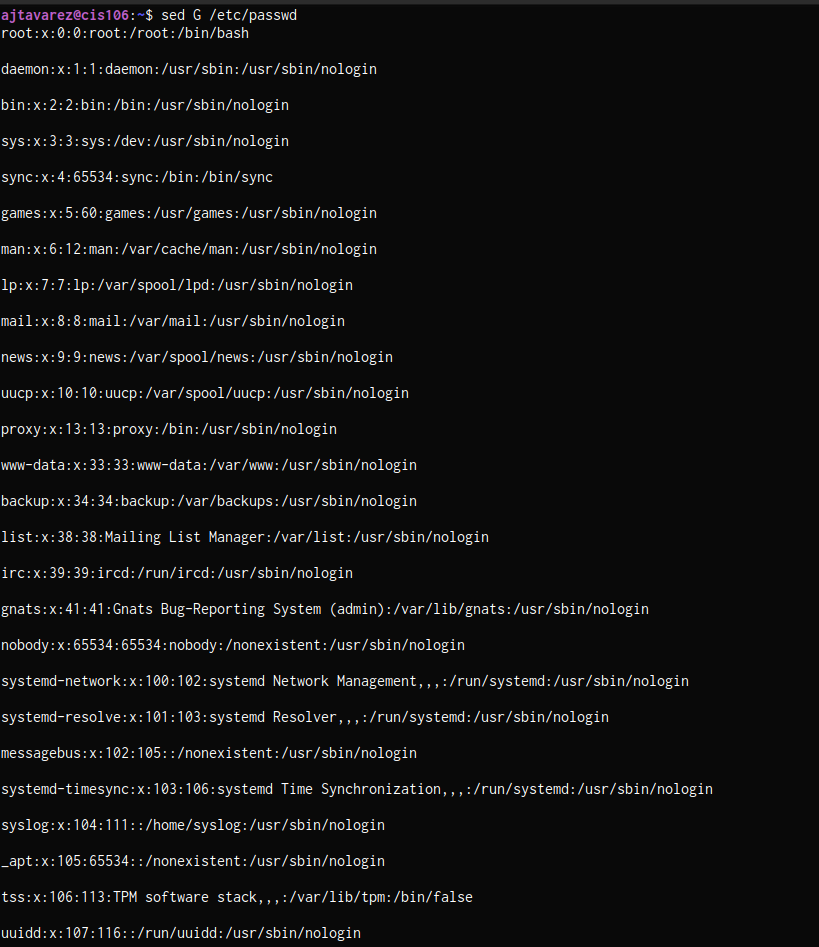 ajtavarez@cis106:~$ sed G /etc/passwd
root:x:0:0:root:/root:/bin/bash
daemon:x:1:1:daemon:/usr/sbin:/usr/sbin/nologin
bin:x:2:2:bin:/bin:/usr/sbin/nologin
sys:x:3:3:sys:/dev:/usr/sbin/nologin
sync:x:4:65534:sync:/bin:/bin/sync
games:x:5:60:games:/usr/games:/usr/sbin/nologin
man:x:6:12:man:/var/cache/man:/usr/sbin/nologin
lp:x:7:7:lp:/var/spool/lpd:/usr/sbin/nologin
mail:x:8:8:mail:/var/mail:/usr/sbin/nologin
news:x:9:9:news:/var/spool/news:/usr/sbin/nologin
uucp:x:10:10:uucp:/var/spool/uucp:/usr/sbin/nologin
proxy:x:13:13:proxy:/bin:/usr/sbin/nologin
www-data:x:33:33:www-data:/var/www:/usr/sbin/nologin
backup:x:34:34:backup:/var/backups:/usr/sbin/nologin
list:x:38:38:Mailing List Manager:/var/list:/usr/sbin/nologin
irc:x:39:39:ircd:/run/ircd:/usr/sbin/nologin
gnats:x:41:41:Gnats Bug-Reporting System (admin):/var/lib/gnats:/usr/sbin/nologin
nobody:x:65534:65534:nobody:/nonexistent:/usr/sbin/nologin
systemd-network:x:100:102:systemd Network Management,,,:/run/systemd:/usr/sbin/nologin
systemd-resolve:x:101:103:systemd Resolver,,,:/run/systemd:/usr/sbin/nologin
messagebus:x:102:105::/nonexistent:/usr/sbin/nologin
systemd-timesync:x:103:106:systemd Time Synchronization,,,:/run/systemd:/usr/sbin/nologin
syslog:x:104:111::/home/syslog:/usr/sbin/nologin
_apt:x:105:65534::/nonexistent:/usr/sbin/nologin
tss:x:106:113:TPM software stack,,,:/var/lib/tpm:/bin/false
uuidd:x:107:116::/run/uuidd:/usr/sbin/nologin